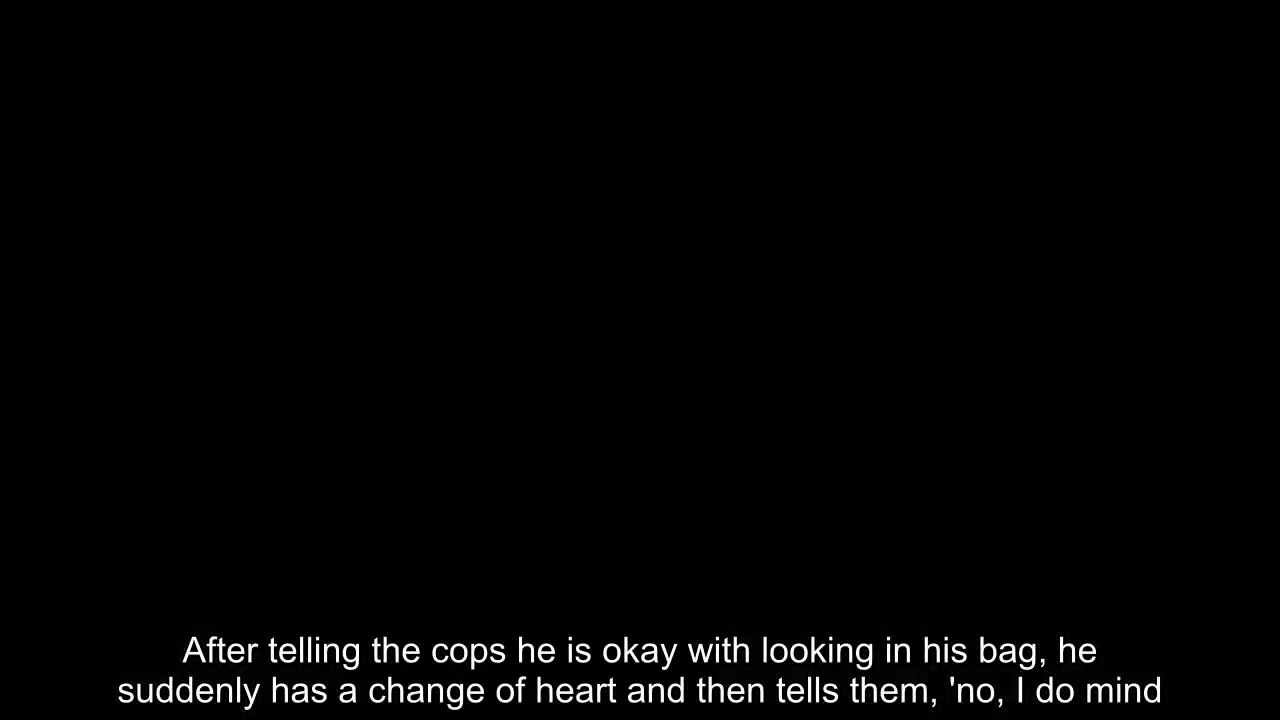 After telling the cops he is okay with looking in his bag, he
suddenly has a change of heart and then tells them, 'no, I do mind